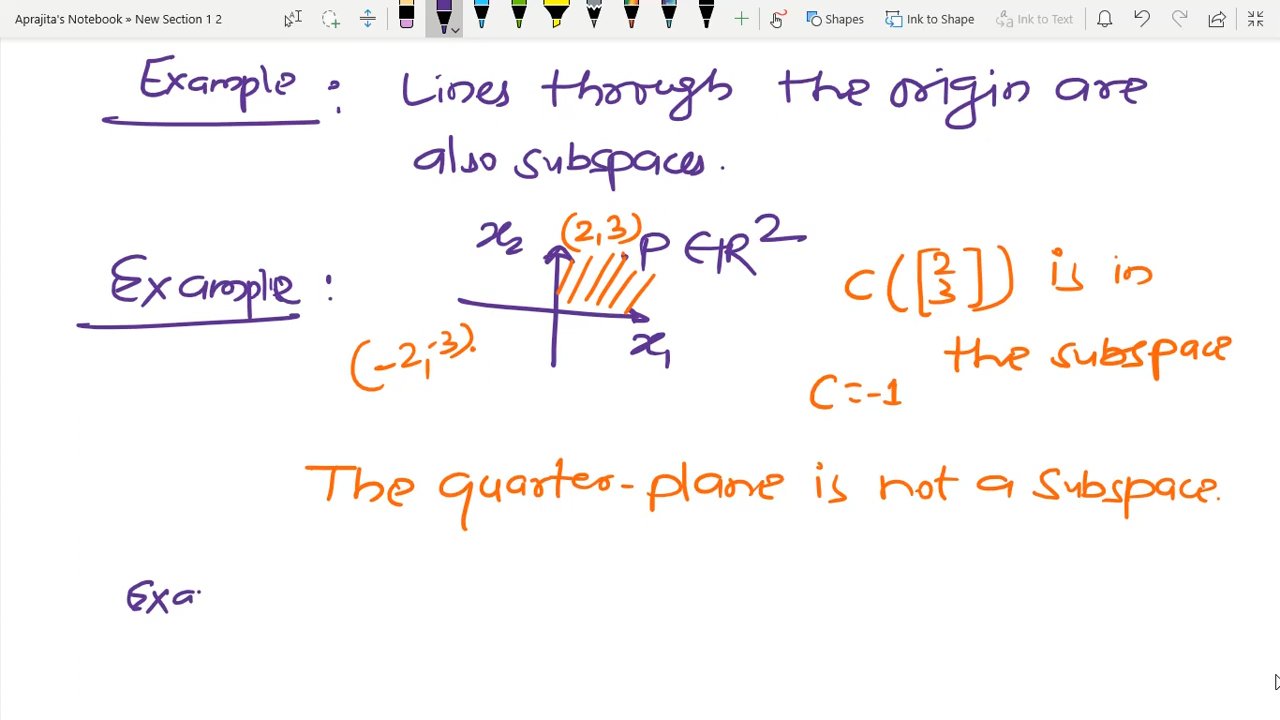 Aprajita's Notebook » New Section 1 2
Shapes
Ink to Shape
Ink to Text
Example : Lines through the origin are
also subspaces.
x₂
(2,3)
P ∈ R²
Example :
x₁
(-2,-3).
C([2 3]) is in
the subspace
C=-1
The quarter-plane is not a subspace.
Exa